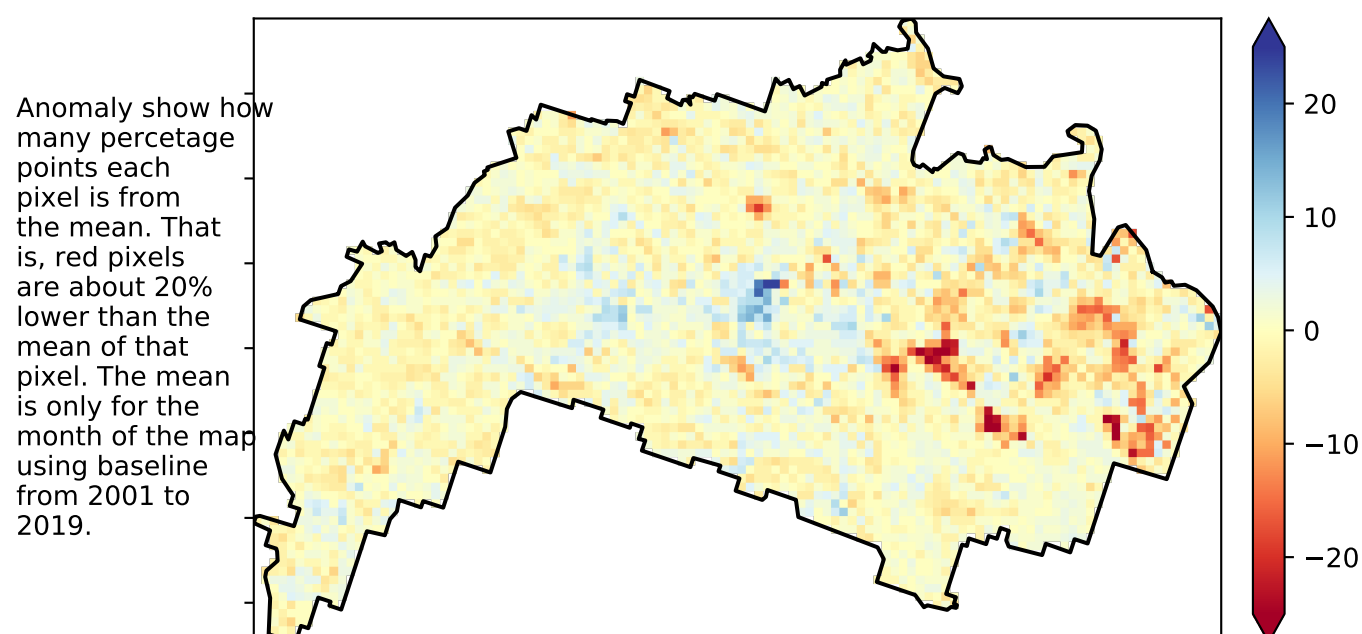 Anomaly show how
many percetage
points each
pixel is from
the mean. That
is, red pixels
are about 20%
lower than the
mean of that
pixel. The mean
is only for the
month of the map
using baseline
from 2001 to
2019.
20
10
0
−10
−20